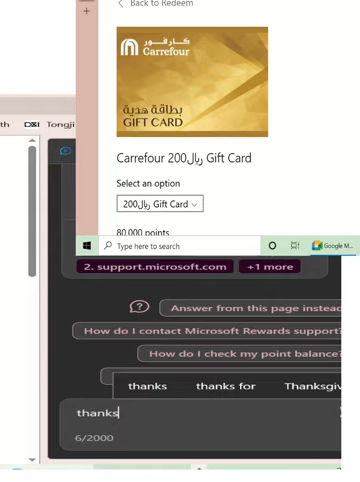 Back to Redeem
كارفور
Carrefour
بطاقة هدية
GIFT CARD
Carrefour 200ريال Gift Card
Select an option
200ريال Gift Card
80,000 points
Type here to search
Google M...
th
Tongji
2. support.microsoft.com
+1 more
Answer from this page instead
How do I contact Microsoft Rewards support?
How do I check my point balance?
thanks thanks for Thanksgiv
thanks
6/2000